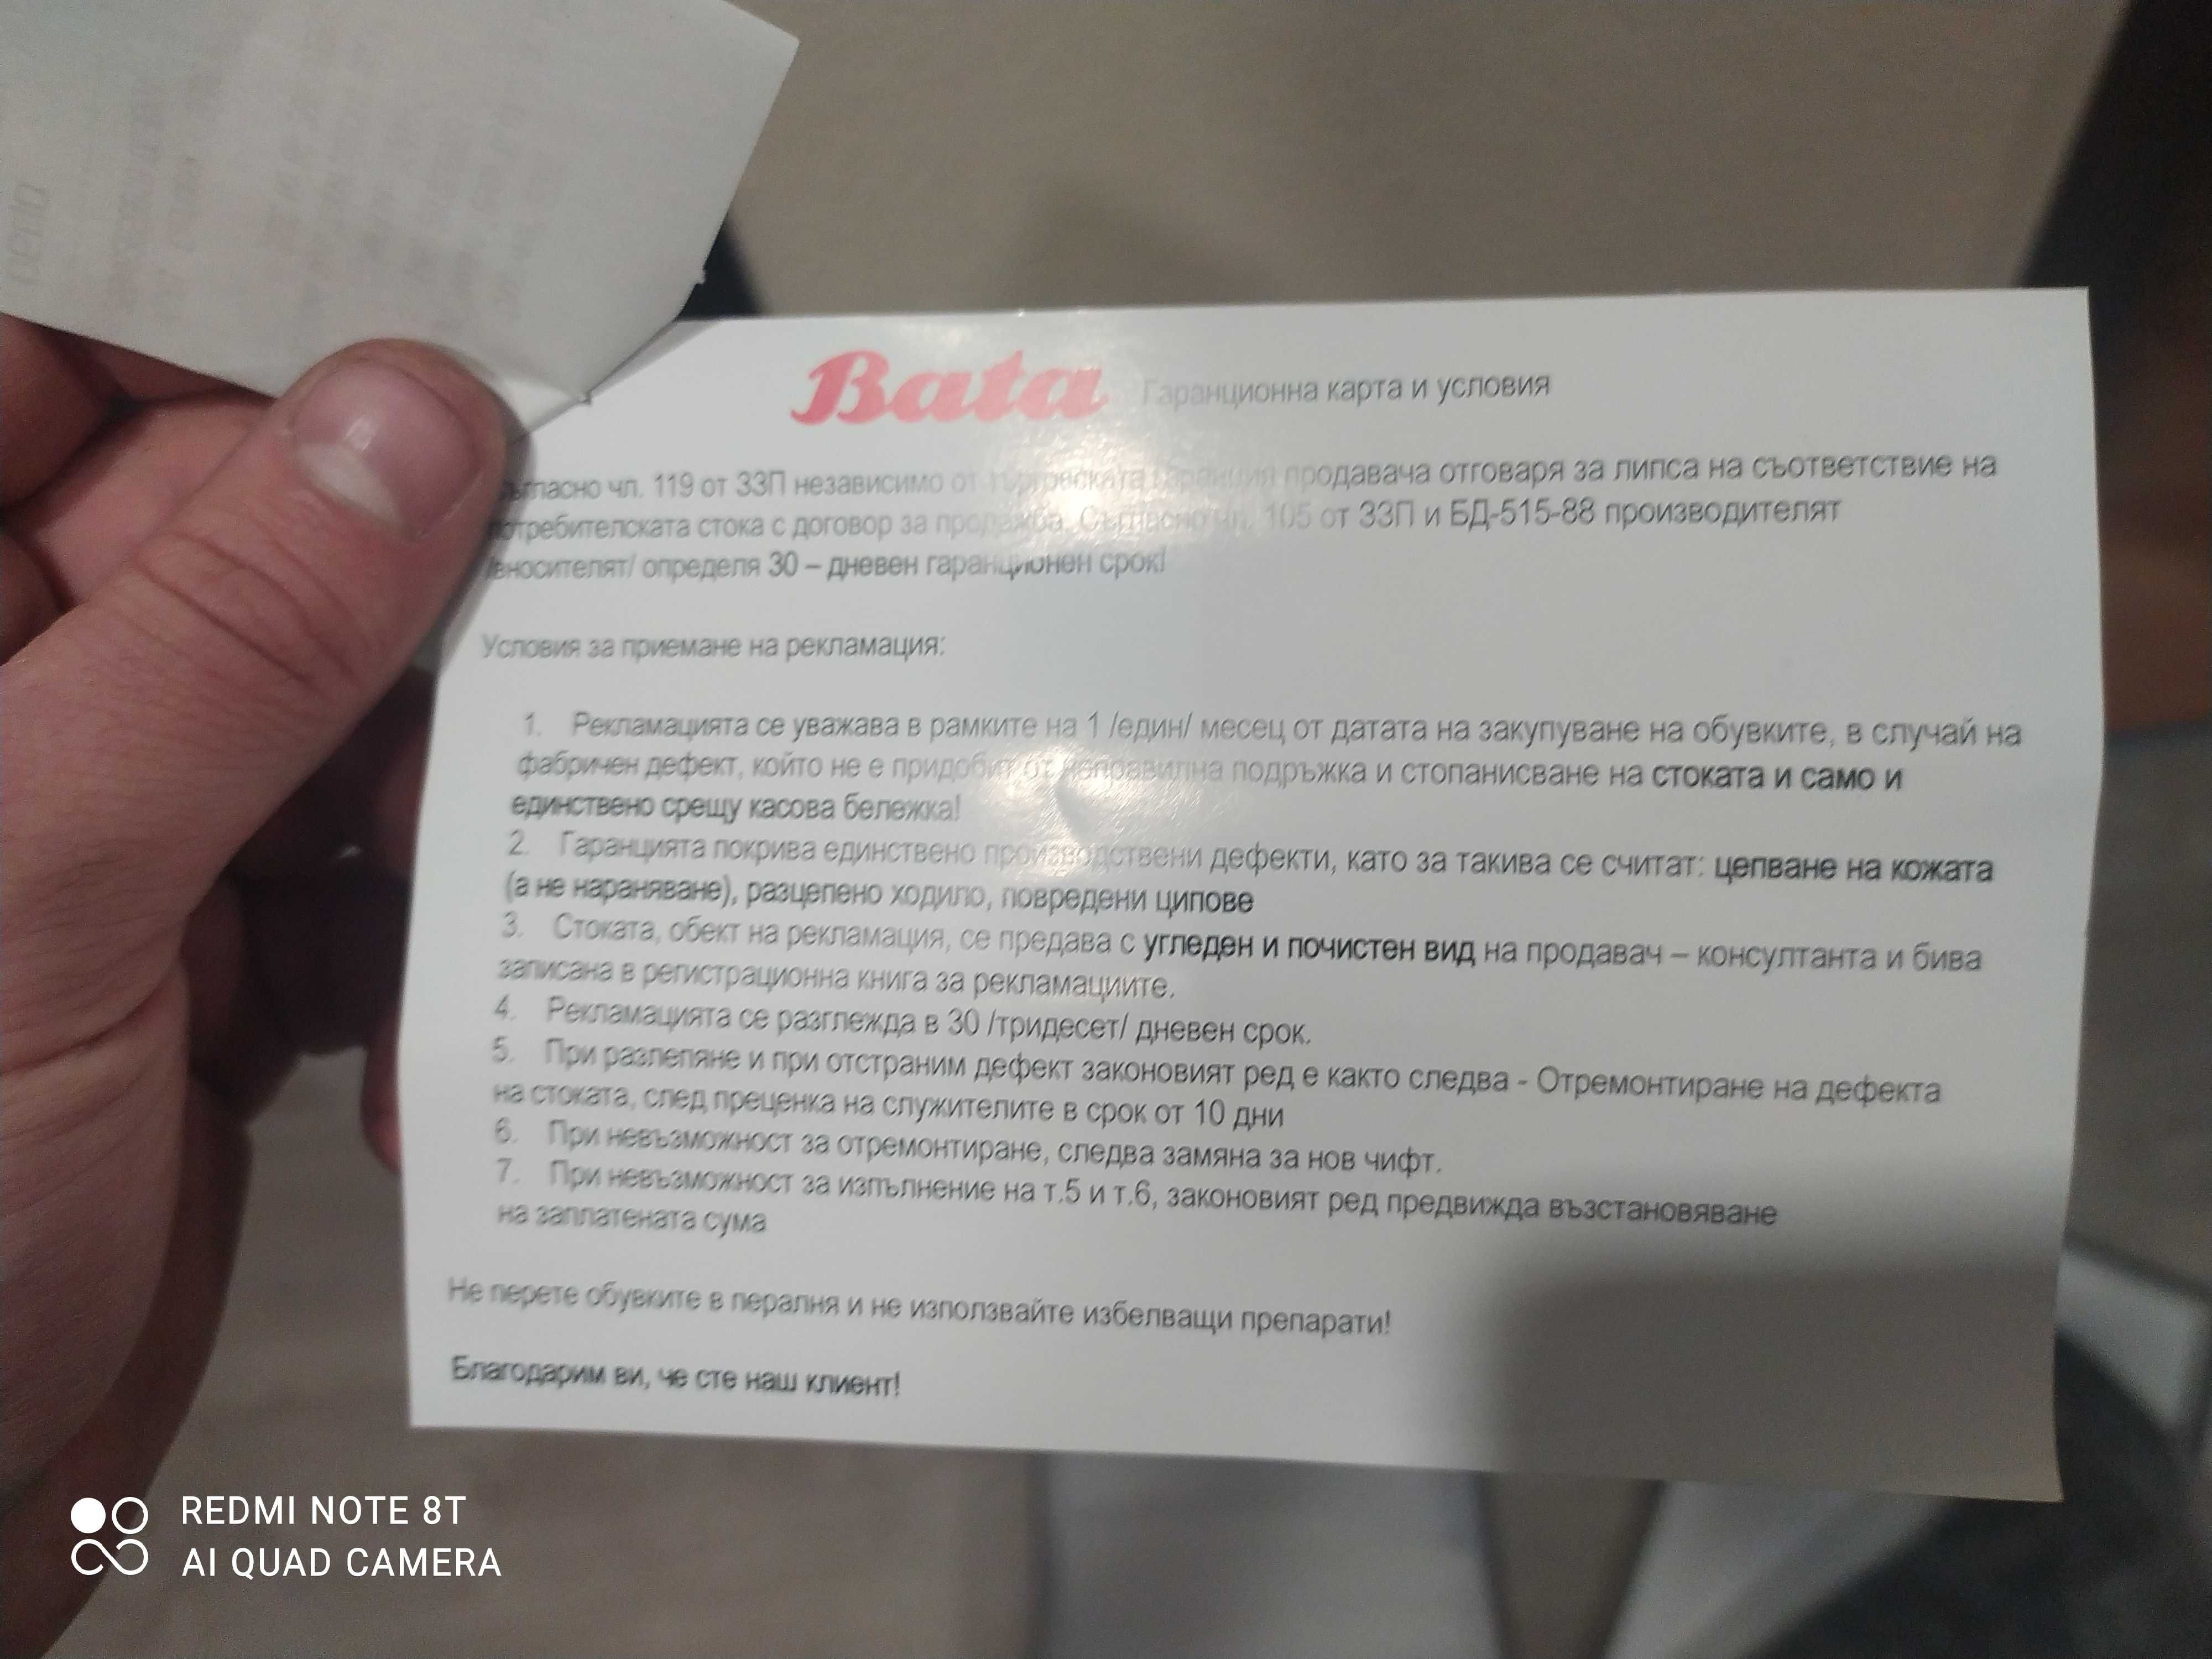 Bata Гаранционна карта и условия
Съгласно чл. 119 от ЗЗП независимо от търговската гаранция продавача отговаря за липса на съответствие на
потребителската стока с договор за продажба. Съгласно чл. 105 от ЗЗП и БД-515-88 производителят
/вносителят/ определя 30 – дневен гаранционен срок!
Условия за приемане на рекламация:
1. Рекламацията се уважава в рамките на 1 /един/ месец от датата на закупуване на обувките, в случай на
фабричен дефект, който не е придобит от неправилна подръжка и стопанисване на стоката и само и
единствено срещу касова бележка!
2. Гаранцията покрива единствено производствени дефекти, като за такива се считат: цепване на кожата
(а не нараняване), разцепено ходило, повредени ципове
3. Стоката, обект на рекламация, се предава с угледен и почистен вид на продавач – консултанта и бива
записана в регистрационна книга за рекламациите.
4. Рекламацията се разглежда в 30 /тридесет/ дневен срок.
5. При разлепяне и при отстраним дефект законовият ред е както следва - Отремонтиране на дефекта
на стоката, след преценка на служителите в срок от 10 дни
6. При невъзможност за отремонтиране, следва замяна за нов чифт.
7. При невъзможност за изпълнение на т.5 и т.6, законовият ред предвижда възстановяване
на заплатената сума
Не перете обувките в пералня и не използвайте избелващи препарати!
Благодарим ви, че сте наш клиент!
REDMI NOTE 8T
AI QUAD CAMERA